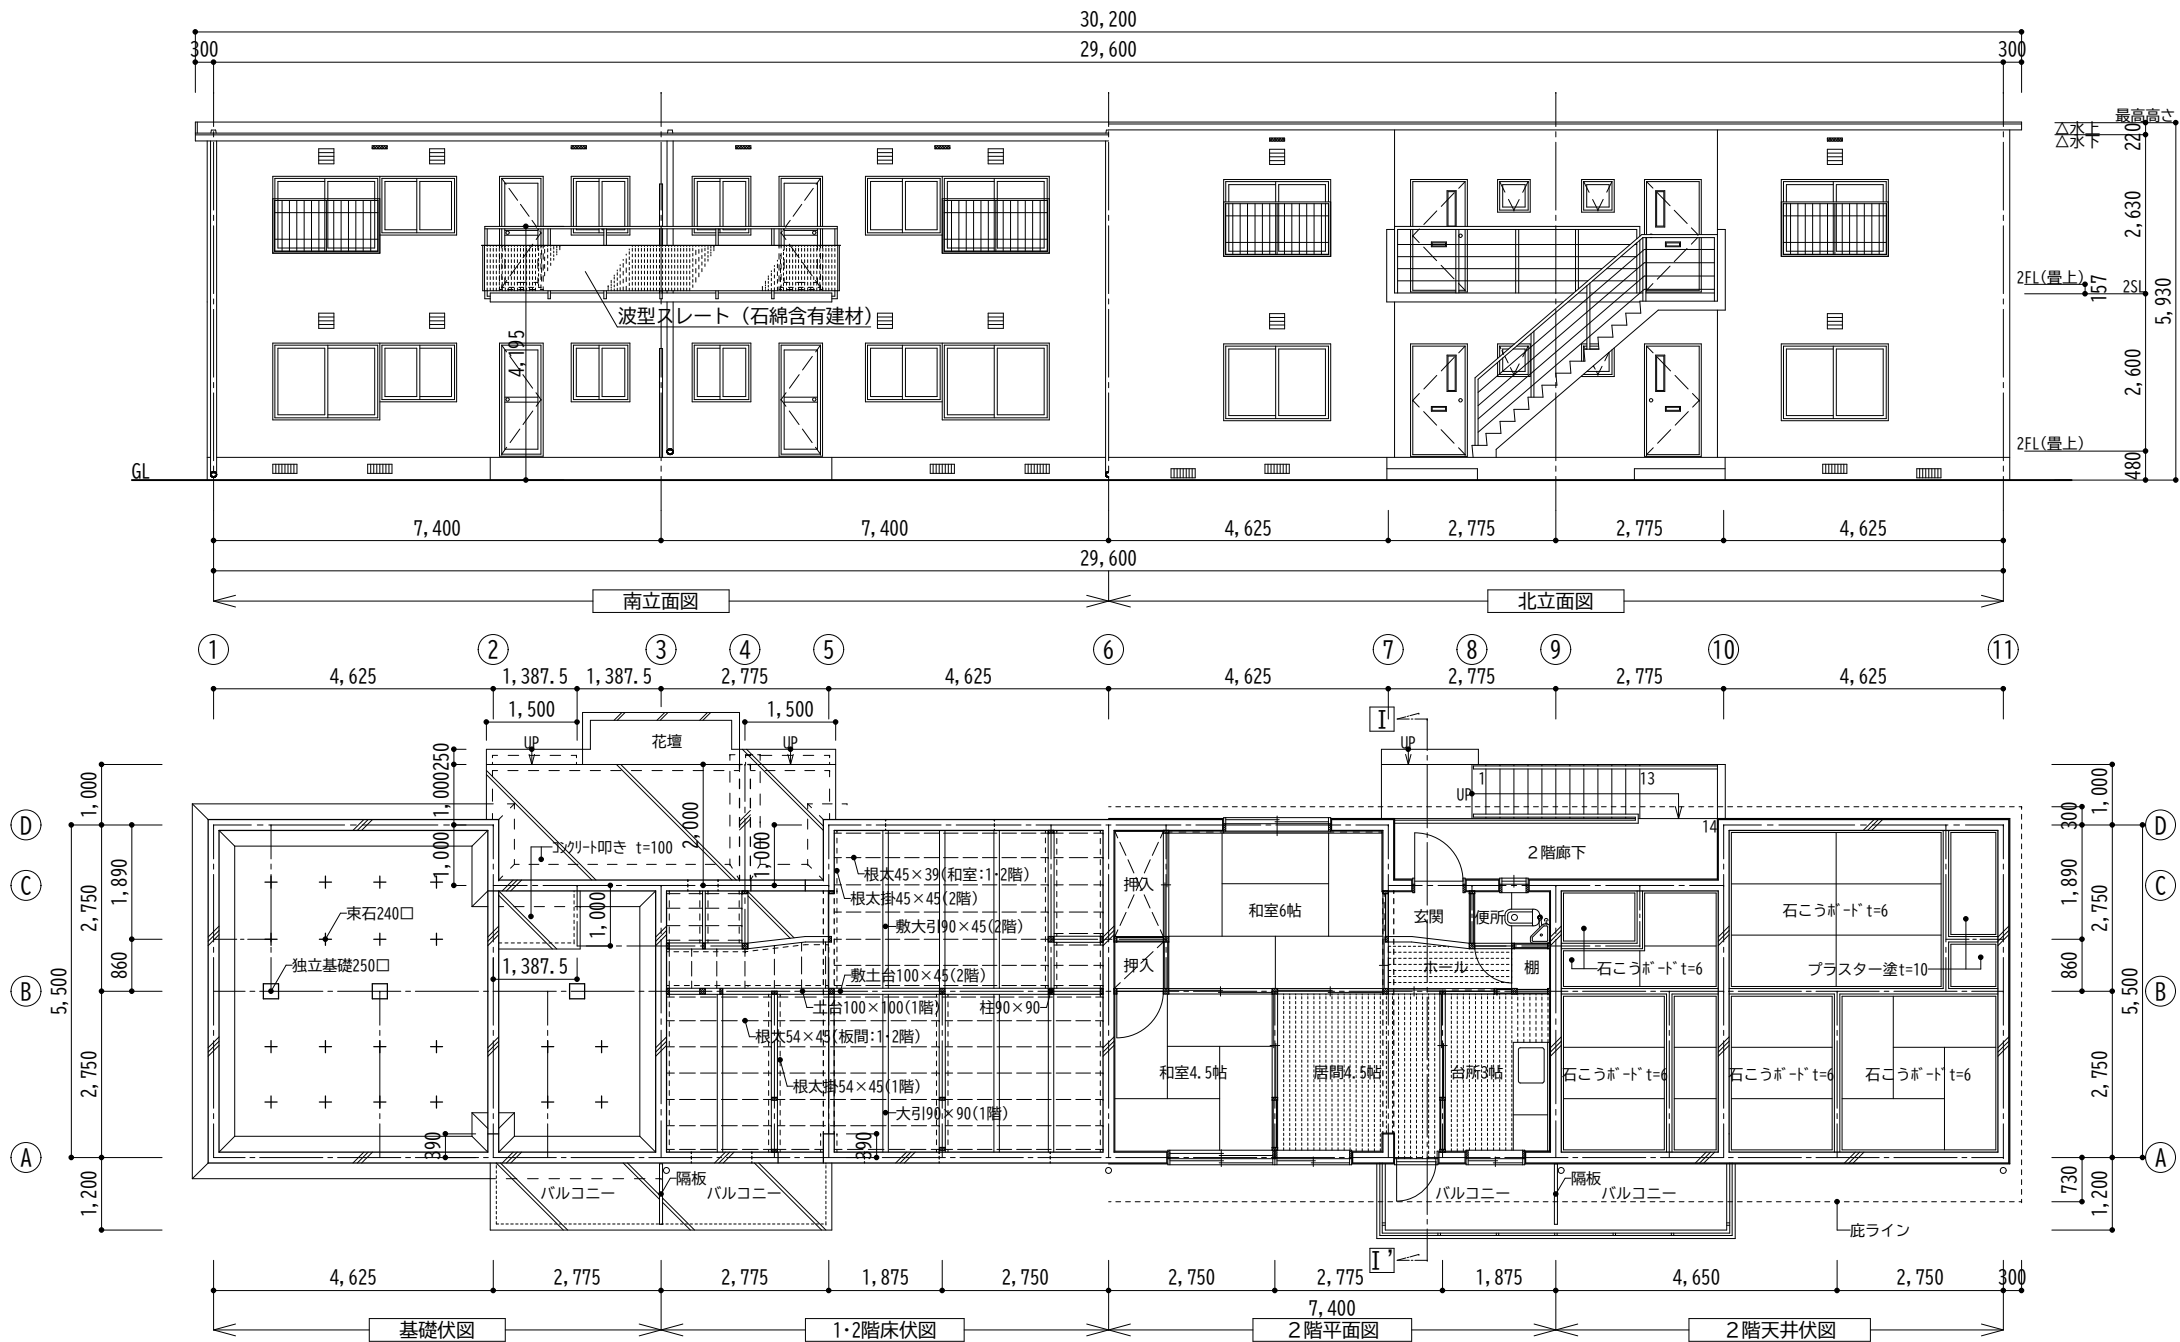 30,200
300
29,600
300
最高高さ
△水上
△水下
220
2,630
2FL(畳上)
2SL
157
5,930
波型スレート（石綿含有建材）
4,195
2,600
2FL(畳上)
480
GL
7,400
7,400
4,625
2,775
2,775
4,625
29,600
南立面図
北立面図
1
2
3
4
5
6
7
8
9
10
11
4,625
1,387.5
1,387.5
2,775
4,625
4,625
2,775
2,775
4,625
1,500
1,500
I
UP
花壇
UP
UP
1
13
UP
14
250
1,000
1,000
1,000
2,000
1,000
1,000
300
D
D
コンクリート叩き t=100
2階廊下
根太45×39(和室:1・2階)
根太掛45×45(2階)
敷大引90×45(2階)
押入
和室6帖
玄関
便所
石こうボード t=6
C
C
1,890
2,750
1,890
2,750
束石240□
1,000
独立基礎250□
1,387.5
敷土台100×45(2階)
押入
ホール
棚
石こうボード t=6
プラスター塗t=10
860
860
B
B
5,500
5,500
土台100×100(1階)
柱90×90
根太54×45(板間:1・2階)
根太掛54×45(1階)
大引90×90(1階)
和室4.5帖
居間4.5帖
台所3帖
石こうボード t=6
石こうボード t=6
石こうボード t=6
2,750
2,750
390
390
A
A
バルコニー
隔板
バルコニー
バルコニー
隔板
バルコニー
1,200
730
1,200
庇ライン
I'
4,625
2,775
2,775
1,875
2,750
2,750
2,775
1,875
4,650
2,750
300
7,400
基礎伏図
1・2階床伏図
2階平面図
2階天井伏図